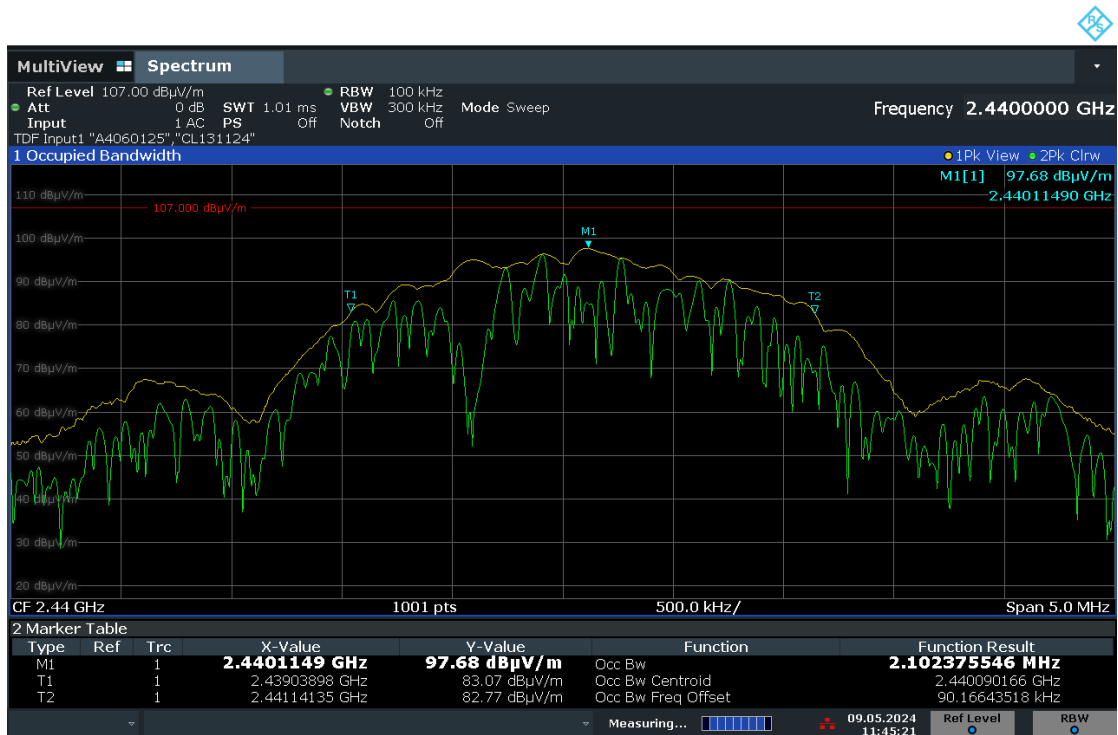 R&S
MultiView Spectrum
Ref Level 107.00 dBµV/m RBW 100 kHz
Att 0 dB SWT 1.01 ms VBW 300 kHz Mode Sweep Frequency 2.4400000 GHz
Input 1 AC PS Off Notch Off
TDF Input1 "A4060125","CL131124"
1 Occupied Bandwidth 1Pk View 2Pk Clrw
M1[1] 97.68 dBµV/m
2.44011490 GHz
110 dBµV/m
107.000 dBµV/m
100 dBµV/m
M1
90 dBµV/m
T1
T2
80 dBµV/m
70 dBµV/m
60 dBµV/m
50 dBµV/m
40 dBµV/m
30 dBµV/m
20 dBµV/m
CF 2.44 GHz 1001 pts 500.0 kHz/ Span 5.0 MHz
2 Marker Table
Type Ref Trc X-Value Y-Value Function Function Result
M1 1 2.4401149 GHz 97.68 dBµV/m Occ Bw 2.102375546 MHz
T1 1 2.43903898 GHz 83.07 dBµV/m Occ Bw Centroid 2.440090166 GHz
T2 1 2.44114135 GHz 82.77 dBµV/m Occ Bw Freq Offset 90.16643518 kHz
Measuring... 09.05.2024 Ref Level RBW
11:45:21